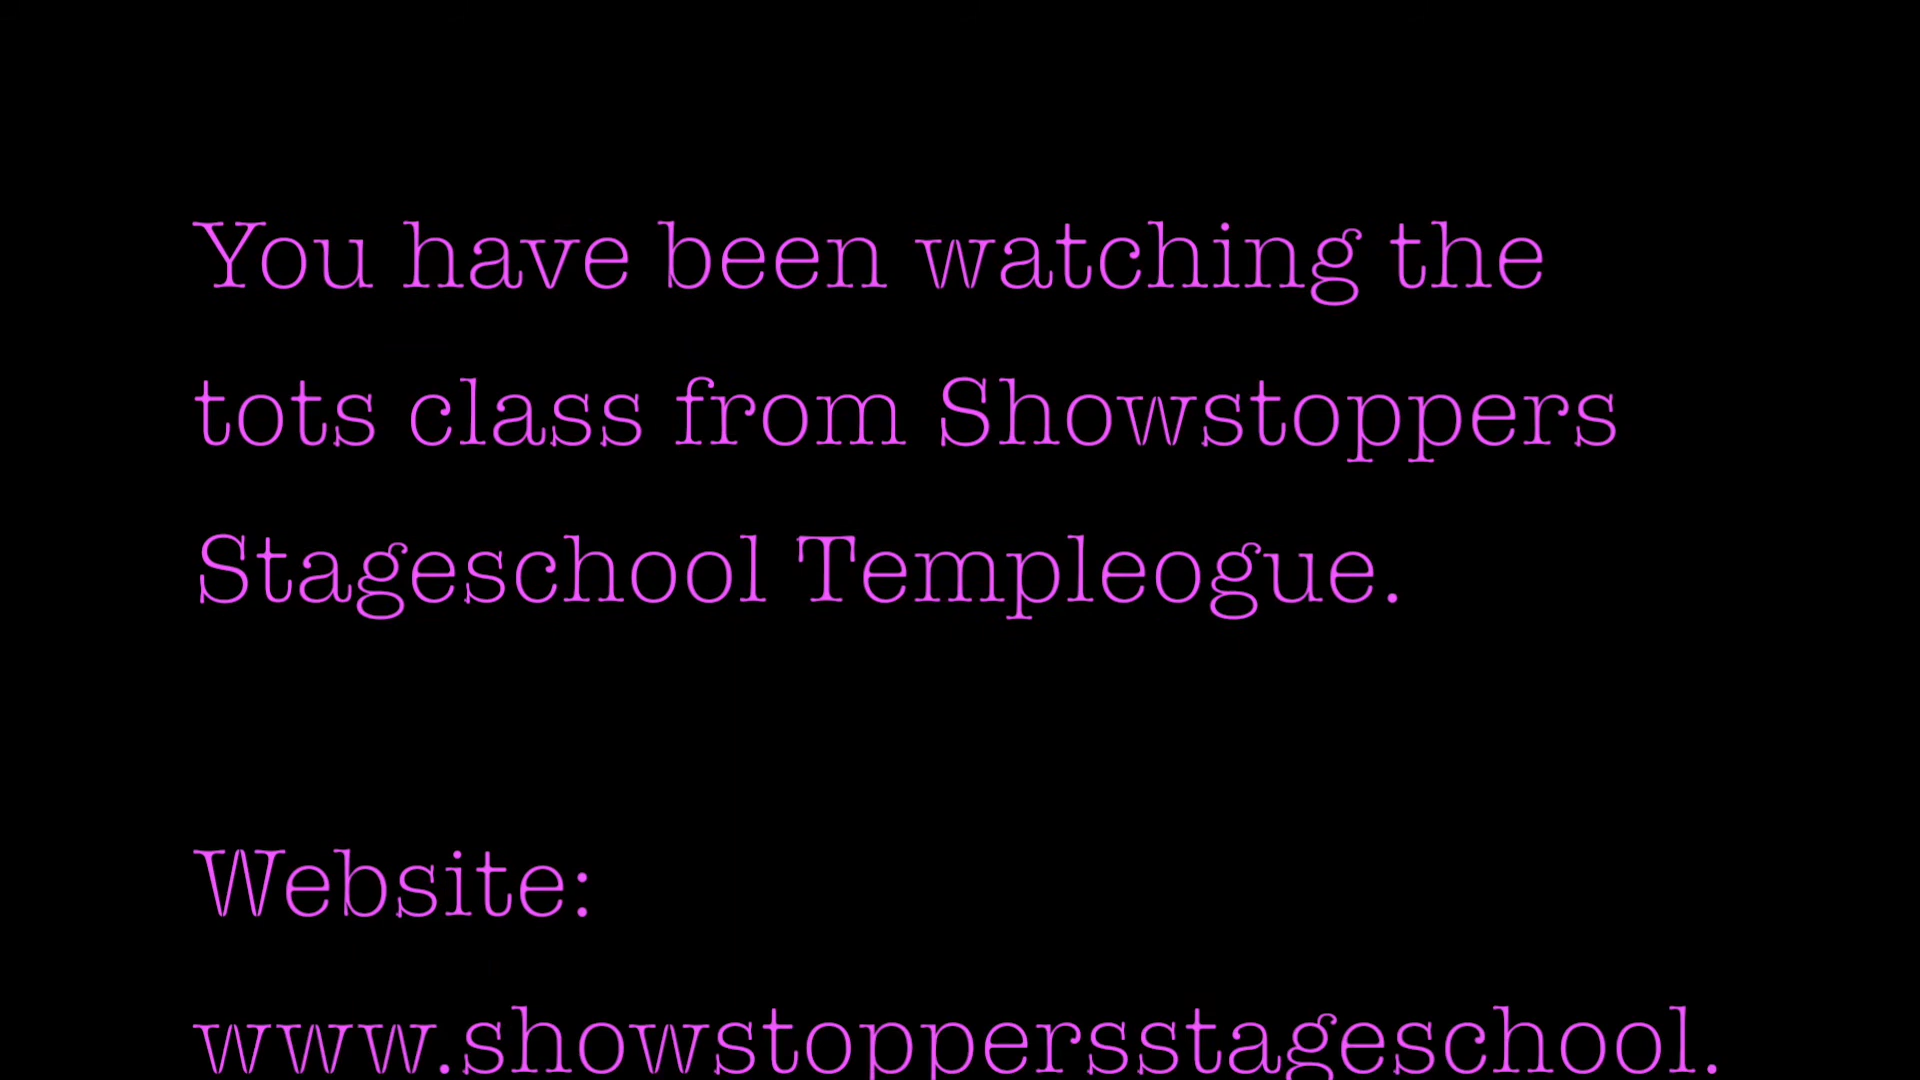 You have been watching the
tots class from Showstoppers
Stageschool Templeogue.
Website:
www.showstoppersstageschool.